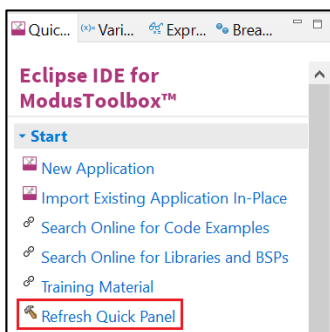 Quic... (x)= Vari... Expr... Brea...
Eclipse IDE for
ModusToolbox™
Start
New Application
Import Existing Application In-Place
Search Online for Code Examples
Search Online for Libraries and BSPs
Training Material
Refresh Quick Panel